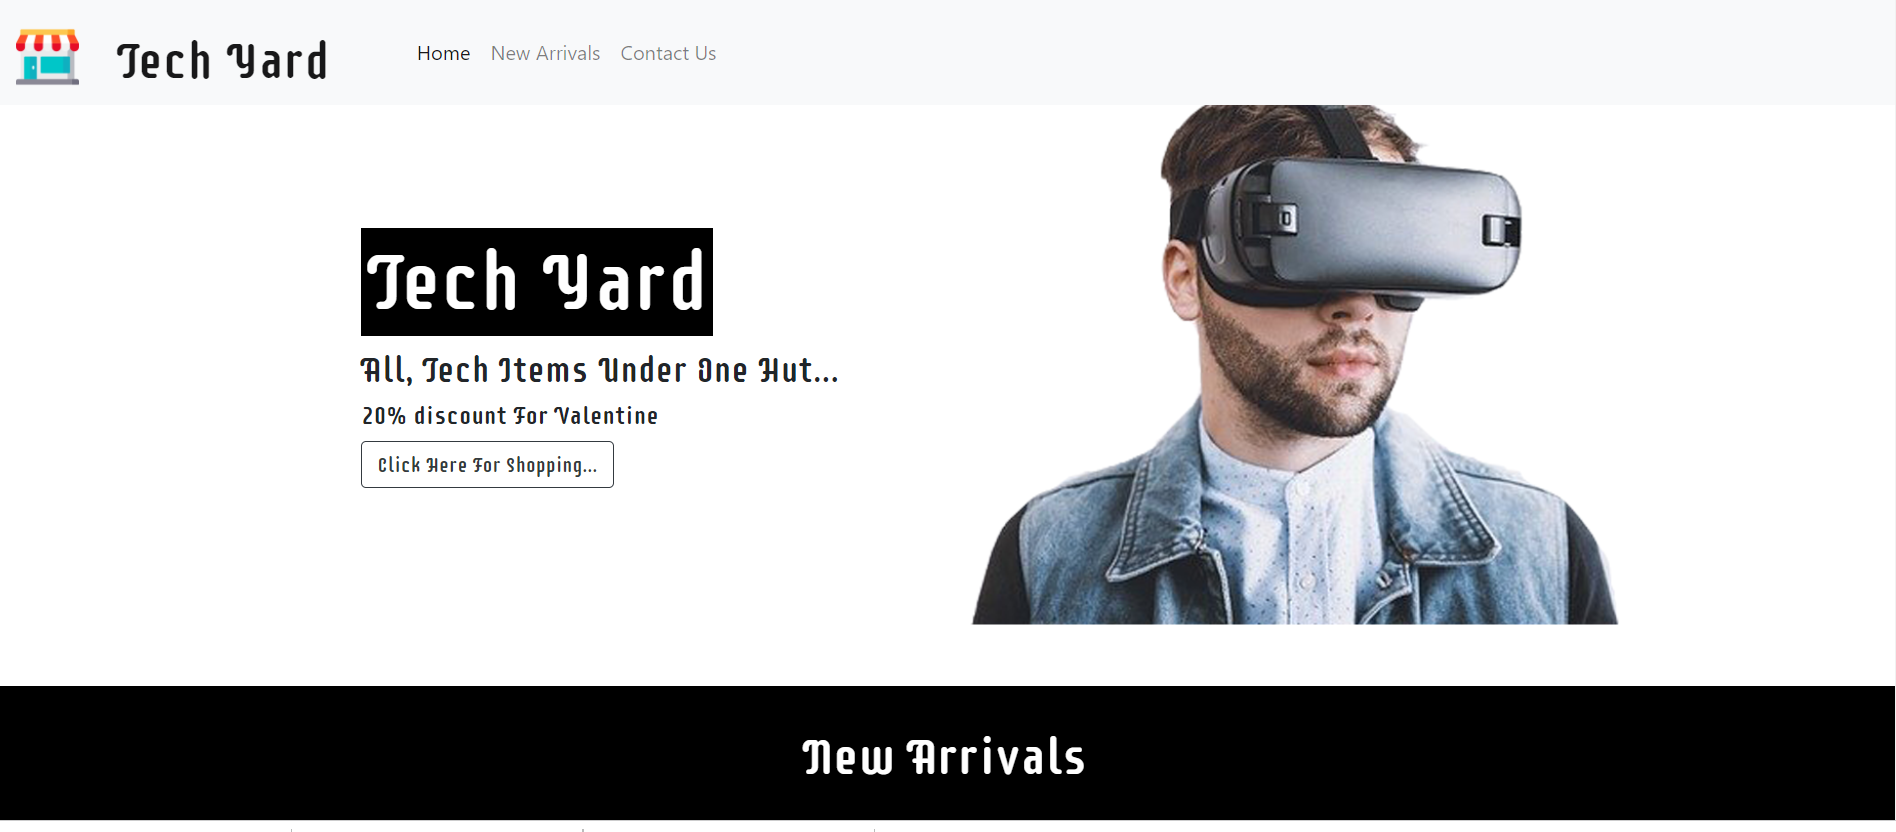 Tech Yard
Home New Arrivals Contact Us
Tech Yard
All, Tech Items Under One Hut...
20% discount For Valentine
Click Here For Shopping...
New Arrivals